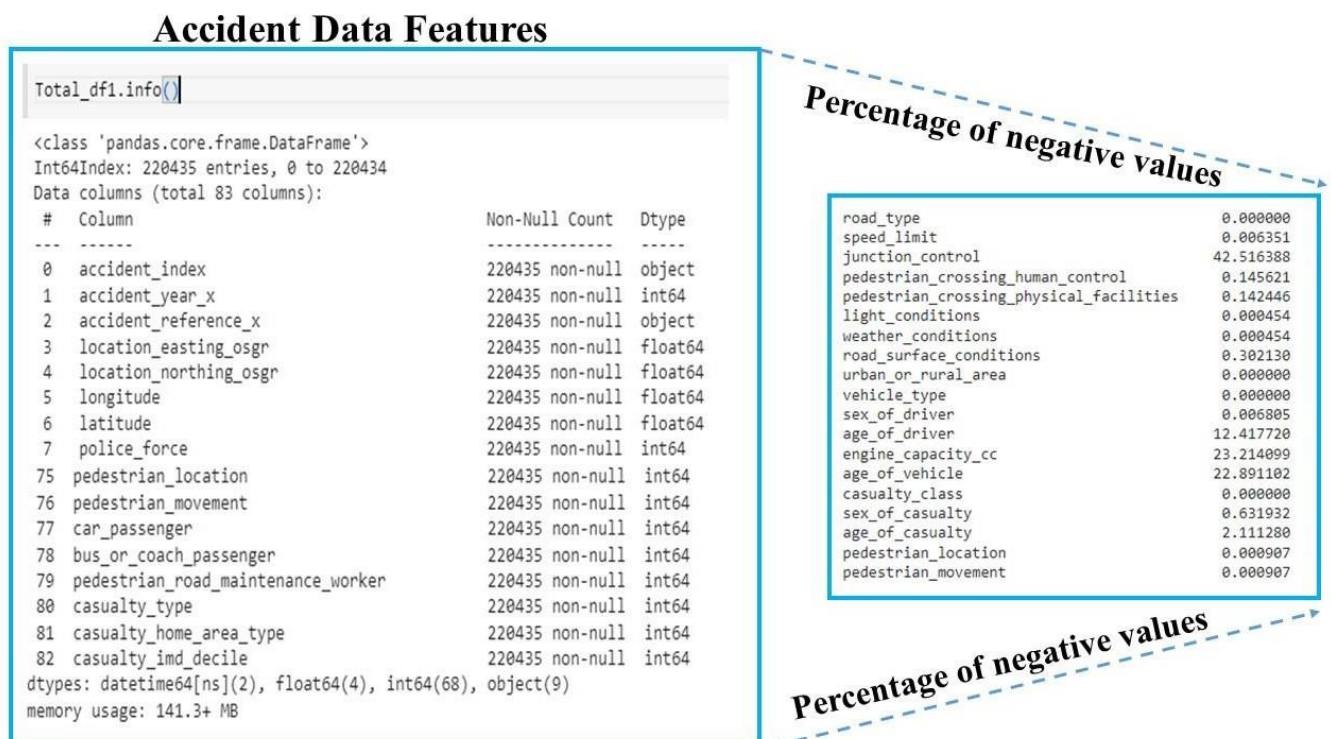 Accident Data Features
Total_df1.info()
<class 'pandas.core.frame.DataFrame'>
Int64Index: 220435 entries, 0 to 220434
Data columns (total 83 columns):
# Column Non-Null Count Dtype
--- ------ -------------- -----
0 accident_index 220435 non-null object
1 accident_year_x 220435 non-null int64
2 accident_reference_x 220435 non-null object
3 location_easting_osgr 220435 non-null float64
4 location_northing_osgr 220435 non-null float64
5 longitude 220435 non-null float64
6 latitude 220435 non-null float64
7 police_force 220435 non-null int64
75 pedestrian_location 220435 non-null int64
76 pedestrian_movement 220435 non-null int64
77 car_passenger 220435 non-null int64
78 bus_or_coach_passenger 220435 non-null int64
79 pedestrian_road_maintenance_worker 220435 non-null int64
80 casualty_type 220435 non-null int64
81 casualty_home_area_type 220435 non-null int64
82 casualty_imd_decile 220435 non-null int64
dtypes: datetime64[ns](2), float64(4), int64(68), object(9)
memory usage: 141.3+ MB
Percentage of negative values
road_type 0.000000
speed_limit 0.006351
junction_control 42.516388
pedestrian_crossing_human_control 0.145621
pedestrian_crossing_physical_facilities 0.142446
light_conditions 0.000454
weather_conditions 0.000454
road_surface_conditions 0.302130
urban_or_rural_area 0.000000
vehicle_type 0.000000
sex_of_driver 0.006805
age_of_driver 12.417720
engine_capacity_cc 23.214099
age_of_vehicle 22.891102
casualty_class 0.000000
sex_of_casualty 0.631932
age_of_casualty 2.111280
pedestrian_location 0.000907
pedestrian_movement 0.000907
Percentage of negative values